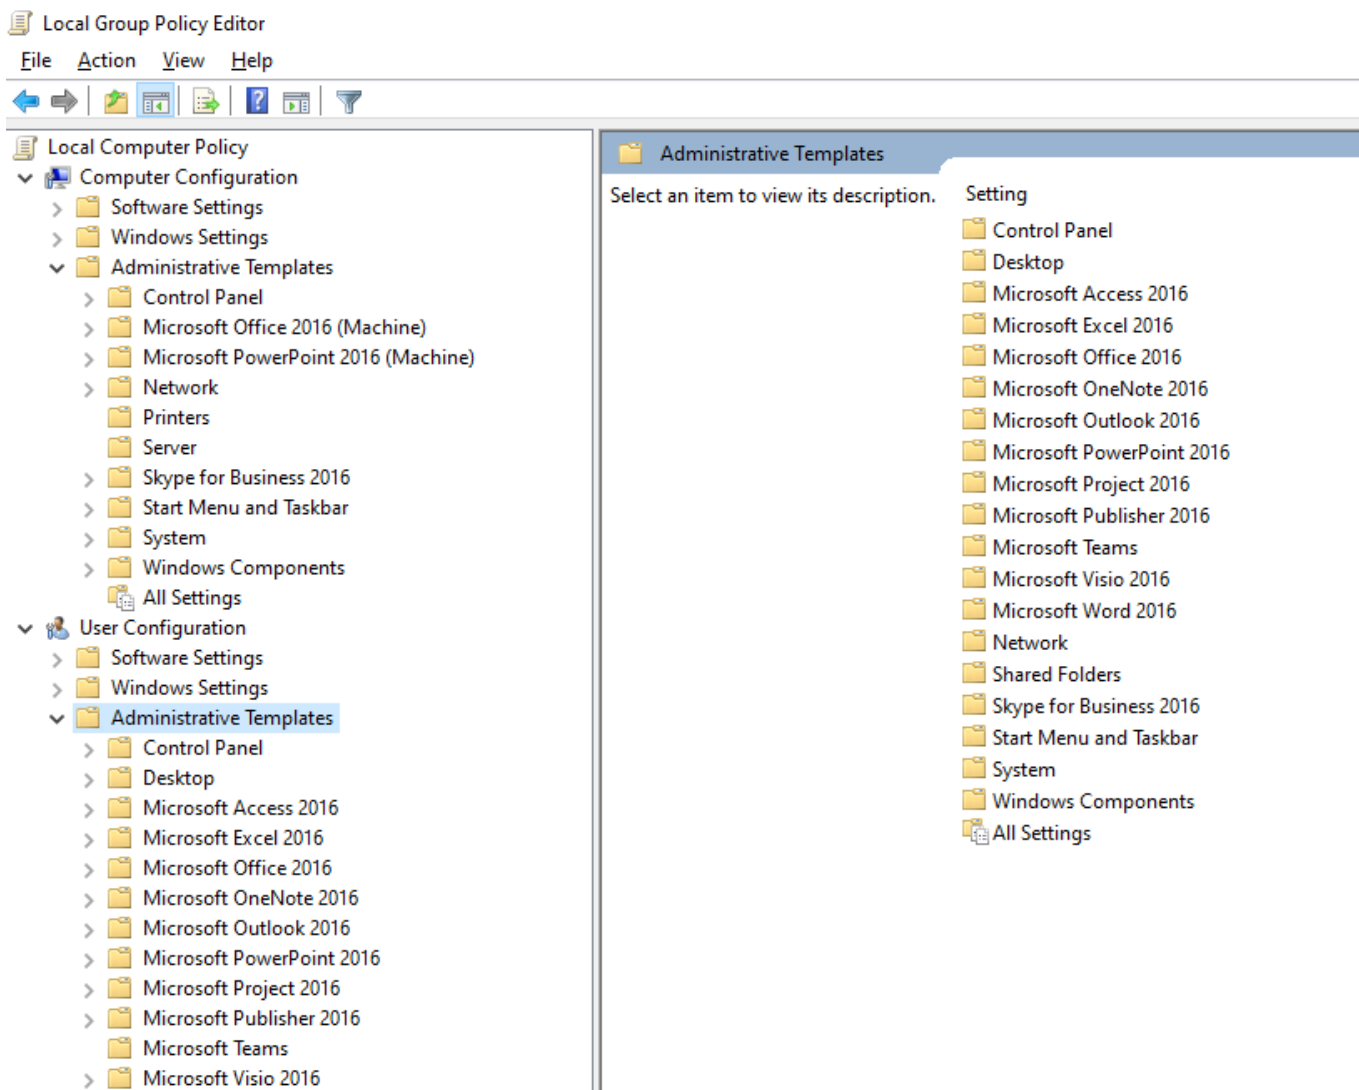 Local Group Policy Editor
File Action View Help
Local Computer Policy
Computer Configuration
Software Settings
Windows Settings
Administrative Templates
Control Panel
Microsoft Office 2016 (Machine)
Microsoft PowerPoint 2016 (Machine)
Network
Printers
Server
Skype for Business 2016
Start Menu and Taskbar
System
Windows Components
All Settings
User Configuration
Software Settings
Windows Settings
Administrative Templates
Control Panel
Desktop
Microsoft Access 2016
Microsoft Excel 2016
Microsoft Office 2016
Microsoft OneNote 2016
Microsoft Outlook 2016
Microsoft PowerPoint 2016
Microsoft Project 2016
Microsoft Publisher 2016
Microsoft Teams
Microsoft Visio 2016
Administrative Templates
Select an item to view its description.
Setting
Control Panel
Desktop
Microsoft Access 2016
Microsoft Excel 2016
Microsoft Office 2016
Microsoft OneNote 2016
Microsoft Outlook 2016
Microsoft PowerPoint 2016
Microsoft Project 2016
Microsoft Publisher 2016
Microsoft Teams
Microsoft Visio 2016
Microsoft Word 2016
Network
Shared Folders
Skype for Business 2016
Start Menu and Taskbar
System
Windows Components
All Settings